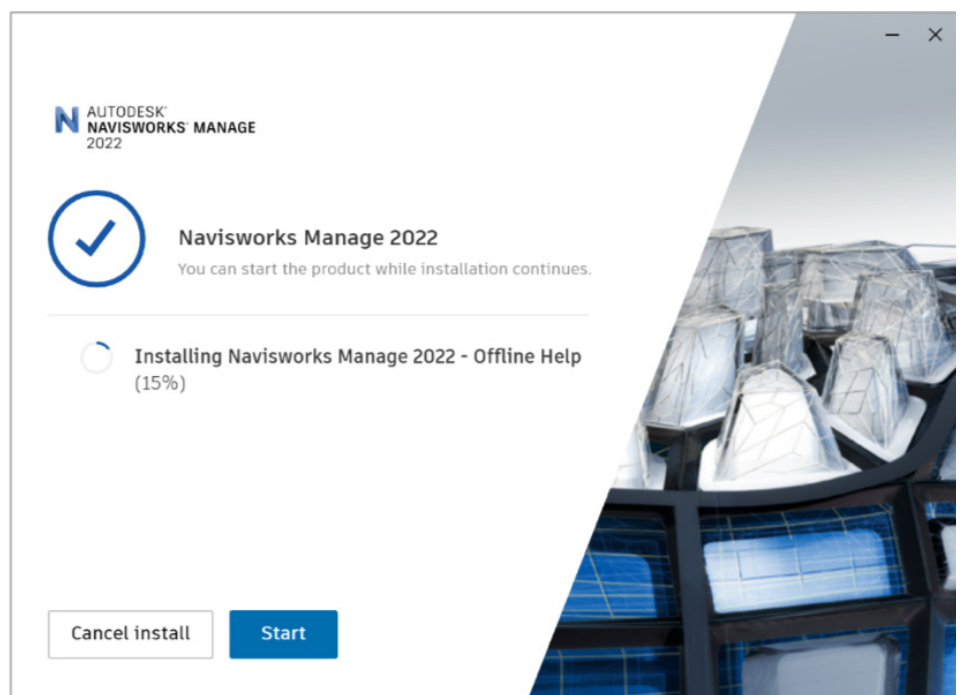 AUTODESK®
NAVISWORKS® MANAGE
2022
Navisworks Manage 2022
You can start the product while installation continues.
Installing Navisworks Manage 2022 - Offline Help
(15%)
Cancel install
Start